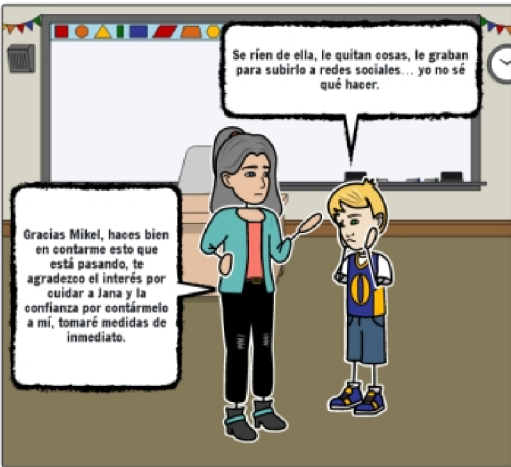 Se ríen de ella, le quitan cosas, le graban
para subirlo a redes sociales... yo no sé
qué hacer.
Gracias Mikel, haces bien
en contarme esto que
está pasando, te
agradezco el interés por
cuidar a Jana y la
confianza por contármelo
a mí, tomaré medidas de
inmediato.
0